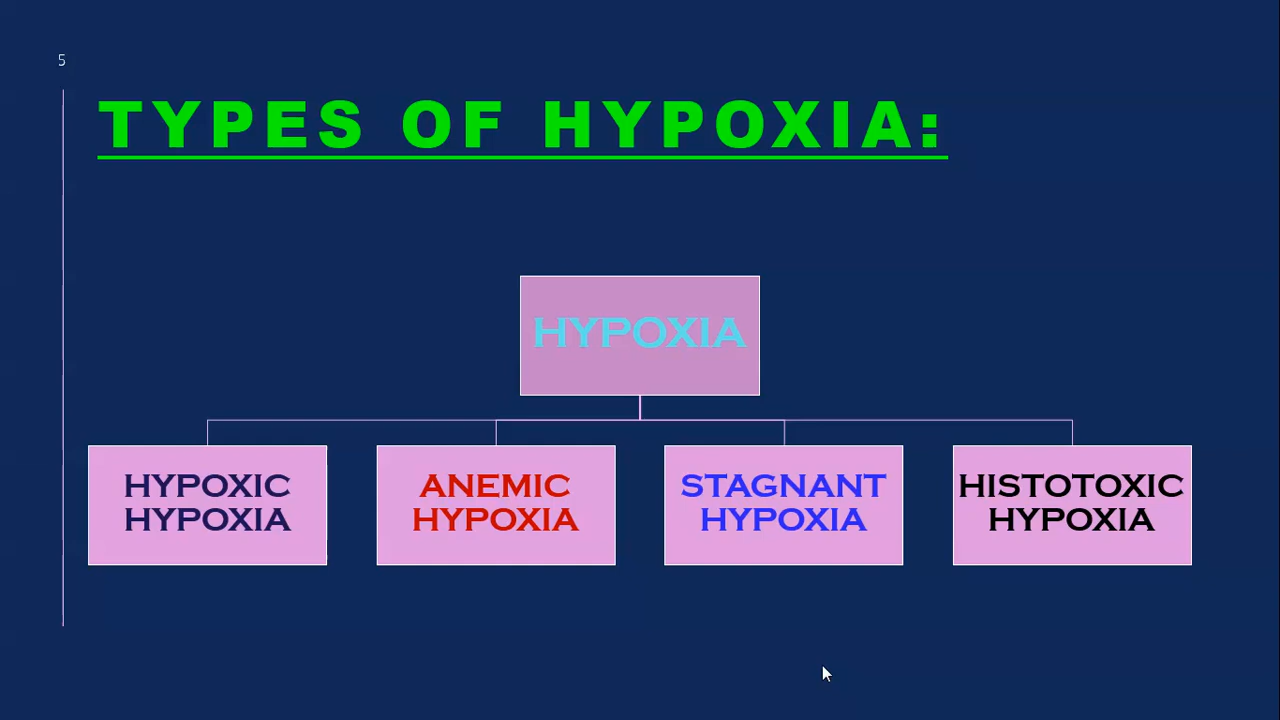 5
TYPES OF HYPOXIA:
HYPOXIA
HYPOXIC
HYPOXIA
ANEMIC
HYPOXIA
STAGNANT
HYPOXIA
HISTOTOXIC
HYPOXIA